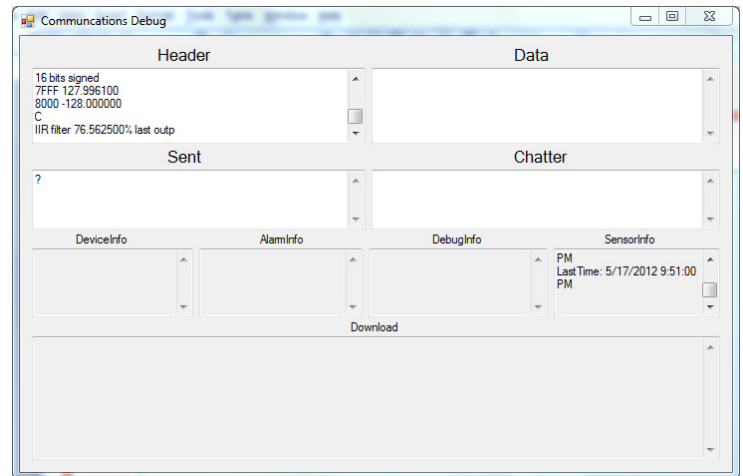 Communcations Debug
Header
Data
16 bits signed
7FFF 127.996100
8000 -128.000000
C
IIR filter 76.562500% last outp
Sent
Chatter
?
DeviceInfo
AlarmInfo
DebugInfo
SensorInfo
PM
LastTime: 5/17/2012 9:51:00
PM
Download